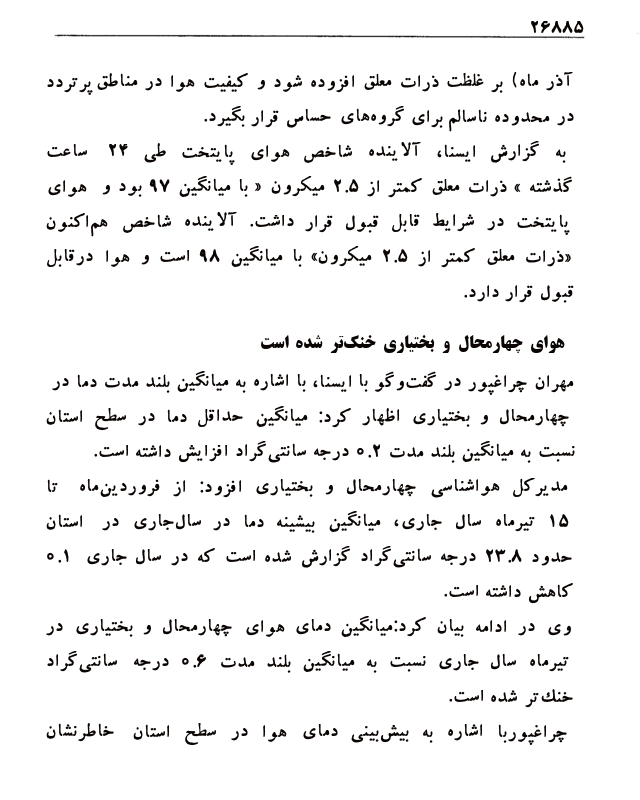 ۲۶۸۸۵
آذر ماه) بر غلظت ذرات معلق افزوده شود و کیفیت هوا در مناطق پرتردد
در محدوده ناسالم برای گروه‌های حساس قرار بگیرد.
به گزارش ایسنا، آلاینده شاخص هوای پایتخت طی ۲۴ ساعت
گذشته » ذرات معلق کمتر از ۲.۵ میکرون « با میانگین ۹۷ بود و هوای
پایتخت در شرایط قابل قبول قرار داشت. آلاینده شاخص هم‌اکنون
«ذرات معلق کمتر از ۲.۵ میکرون» با میانگین ۹۸ است و هوا درقابل
قبول قرار دارد.
هوای چهارمحال و بختیاری خنک‌تر شده است
مهران چراغپور در گفت‌وگو با ایسنا، با اشاره به میانگین بلند مدت دما در
چهارمحال و بختیاری اظهار کرد: میانگین حداقل دما در سطح استان
نسبت به میانگین بلند مدت ۰.۲ درجه سانتی‌گراد افزایش داشته است.
مدیرکل هواشناسی چهارمحال و بختیاری افزود: از فروردین‌ماه تا
۱۵ تیرماه سال جاری، میانگین بیشینه دما در سال‌جاری در استان
حدود ۲۳.۸ درجه سانتی‌گراد گزارش شده است که در سال جاری ۰.۱
کاهش داشته است.
وی در ادامه بیان کرد:میانگین دمای هوای چهارمحال و بختیاری در
تیرماه سال جاری نسبت به میانگین بلند مدت ۰.۶ درجه سانتی‌گراد
خنک‌تر شده است.
چراغپوربا اشاره به بیش‌بینی دمای هوا در سطح استان خاطرنشان